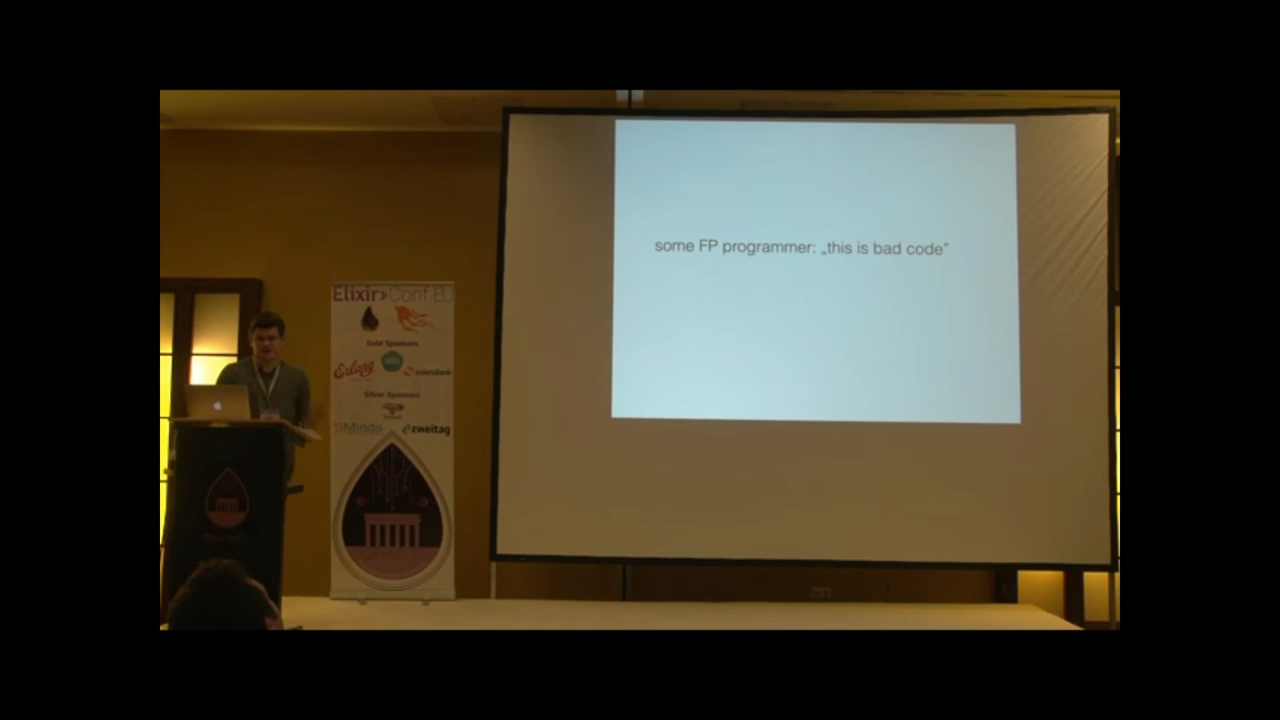 some FP programmer: „this is bad code"
Elixir»Conf.EU
Gold Sponsors
Erlang
Silver Sponsors
zweitag